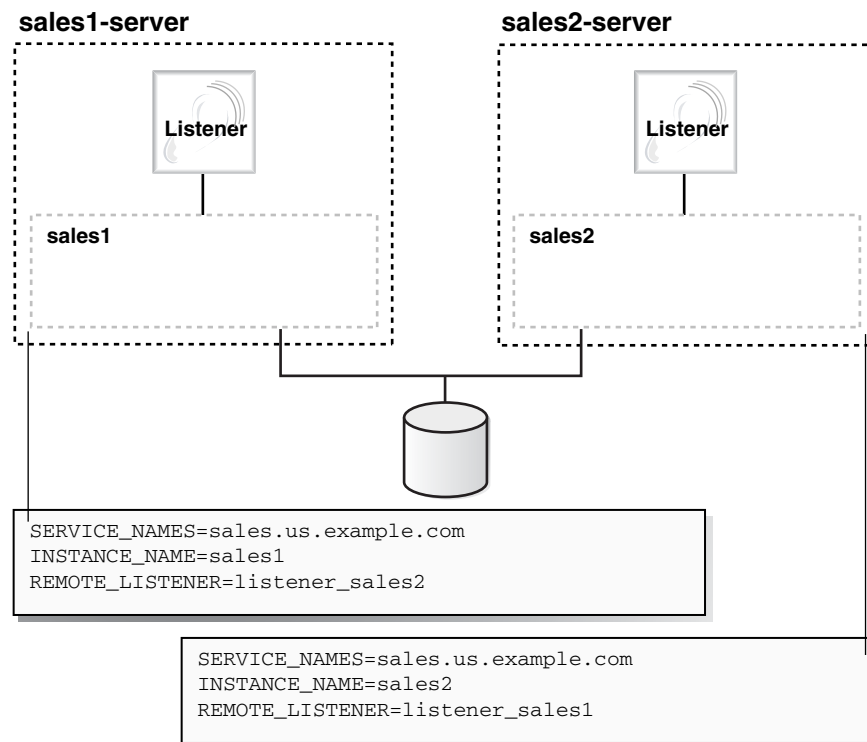 sales1-server
sales2-server
Listener
Listener
sales1
sales2
SERVICE_NAMES=sales.us.example.com
INSTANCE_NAME=sales1
REMOTE_LISTENER=listener_sales2
SERVICE_NAMES=sales.us.example.com
INSTANCE_NAME=sales2
REMOTE_LISTENER=listener_sales1